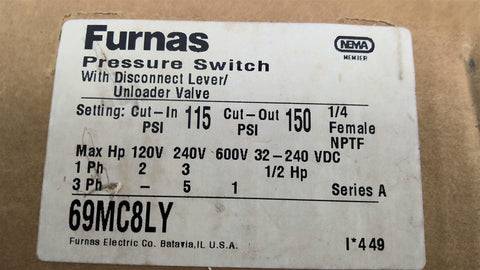 Furnas
NEMA
MEMBER
Pressure Switch
With Disconnect Lever/
Unloader Valve
Setting: Cut-In 115 Cut-Out 150 1/4
PSI PSI Female
NPTF
Max Hp 120V 240V 600V 32-240 VDC
1 Ph 2 3 1/2 Hp
3 Ph - 5 1 Series A
69MC8LY
Furnas Electric Co. Batavia, IL U.S.A. I*449